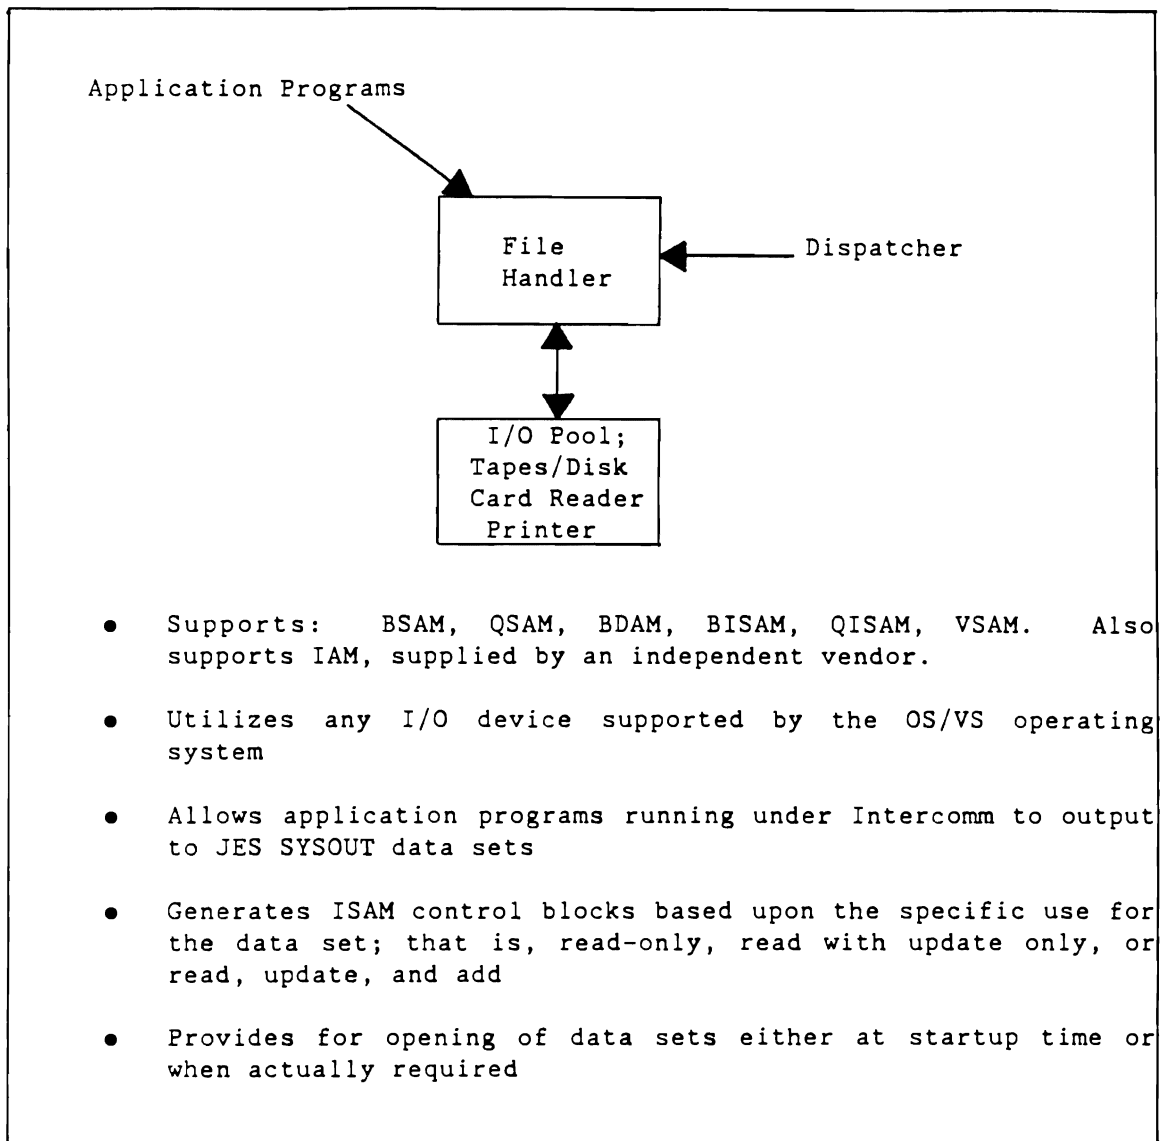 Application Programs
File
Handler
Dispatcher
I/O Pool;
Tapes/Disk
Card Reader
Printer
● Supports: BSAM, QSAM, BDAM, BISAM, QISAM, VSAM. Also
supports IAM, supplied by an independent vendor.
● Utilizes any I/O device supported by the OS/VS operating
system
● Allows application programs running under Intercomm to output
to JES SYSOUT data sets
● Generates ISAM control blocks based upon the specific use for
the data set; that is, read-only, read with update only, or
read, update, and add
● Provides for opening of data sets either at startup time or
when actually required